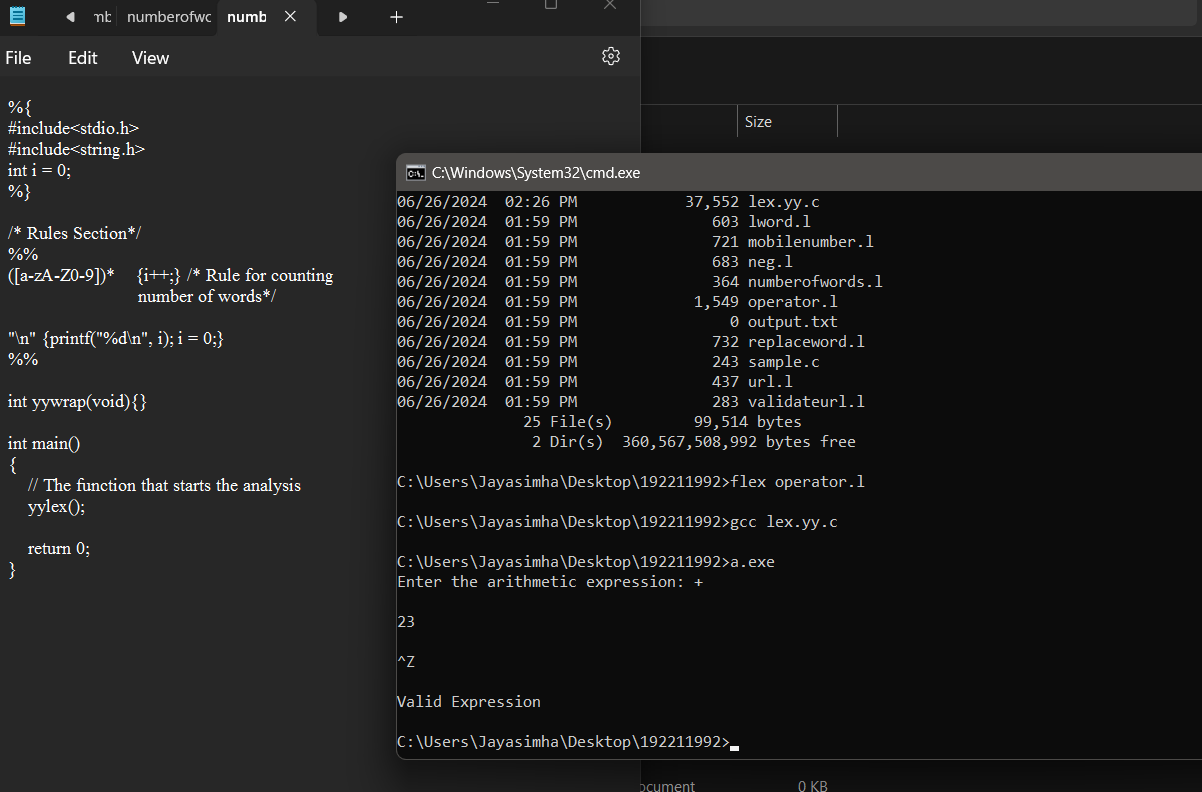 mb numberofwc numb
File Edit View
%{
#include<stdio.h>
#include<string.h>
int i = 0;
%}
/* Rules Section*/
%%
([a-zA-Z0-9])* {i++;} /* Rule for counting
number of words*/
"\n" {printf("%d\n", i); i = 0;}
%%
int yywrap(void){}
int main()
{
// The function that starts the analysis
yylex();
return 0;
}
Size
C:\Windows\System32\cmd.exe
06/26/2024 02:26 PM 37,552 lex.yy.c
06/26/2024 01:59 PM 603 lword.l
06/26/2024 01:59 PM 721 mobilenumber.l
06/26/2024 01:59 PM 683 neg.l
06/26/2024 01:59 PM 364 numberofwords.l
06/26/2024 01:59 PM 1,549 operator.l
06/26/2024 01:59 PM 0 output.txt
06/26/2024 01:59 PM 732 replaceword.l
06/26/2024 01:59 PM 243 sample.c
06/26/2024 01:59 PM 437 url.l
06/26/2024 01:59 PM 283 validateurl.l
25 File(s) 99,514 bytes
2 Dir(s) 360,567,508,992 bytes free
C:\Users\Jayasimha\Desktop\192211992>flex operator.l
C:\Users\Jayasimha\Desktop\192211992>gcc lex.yy.c
C:\Users\Jayasimha\Desktop\192211992>a.exe
Enter the arithmetic expression: +
23
^Z
Valid Expression
C:\Users\Jayasimha\Desktop\192211992>
ocument 0 KB